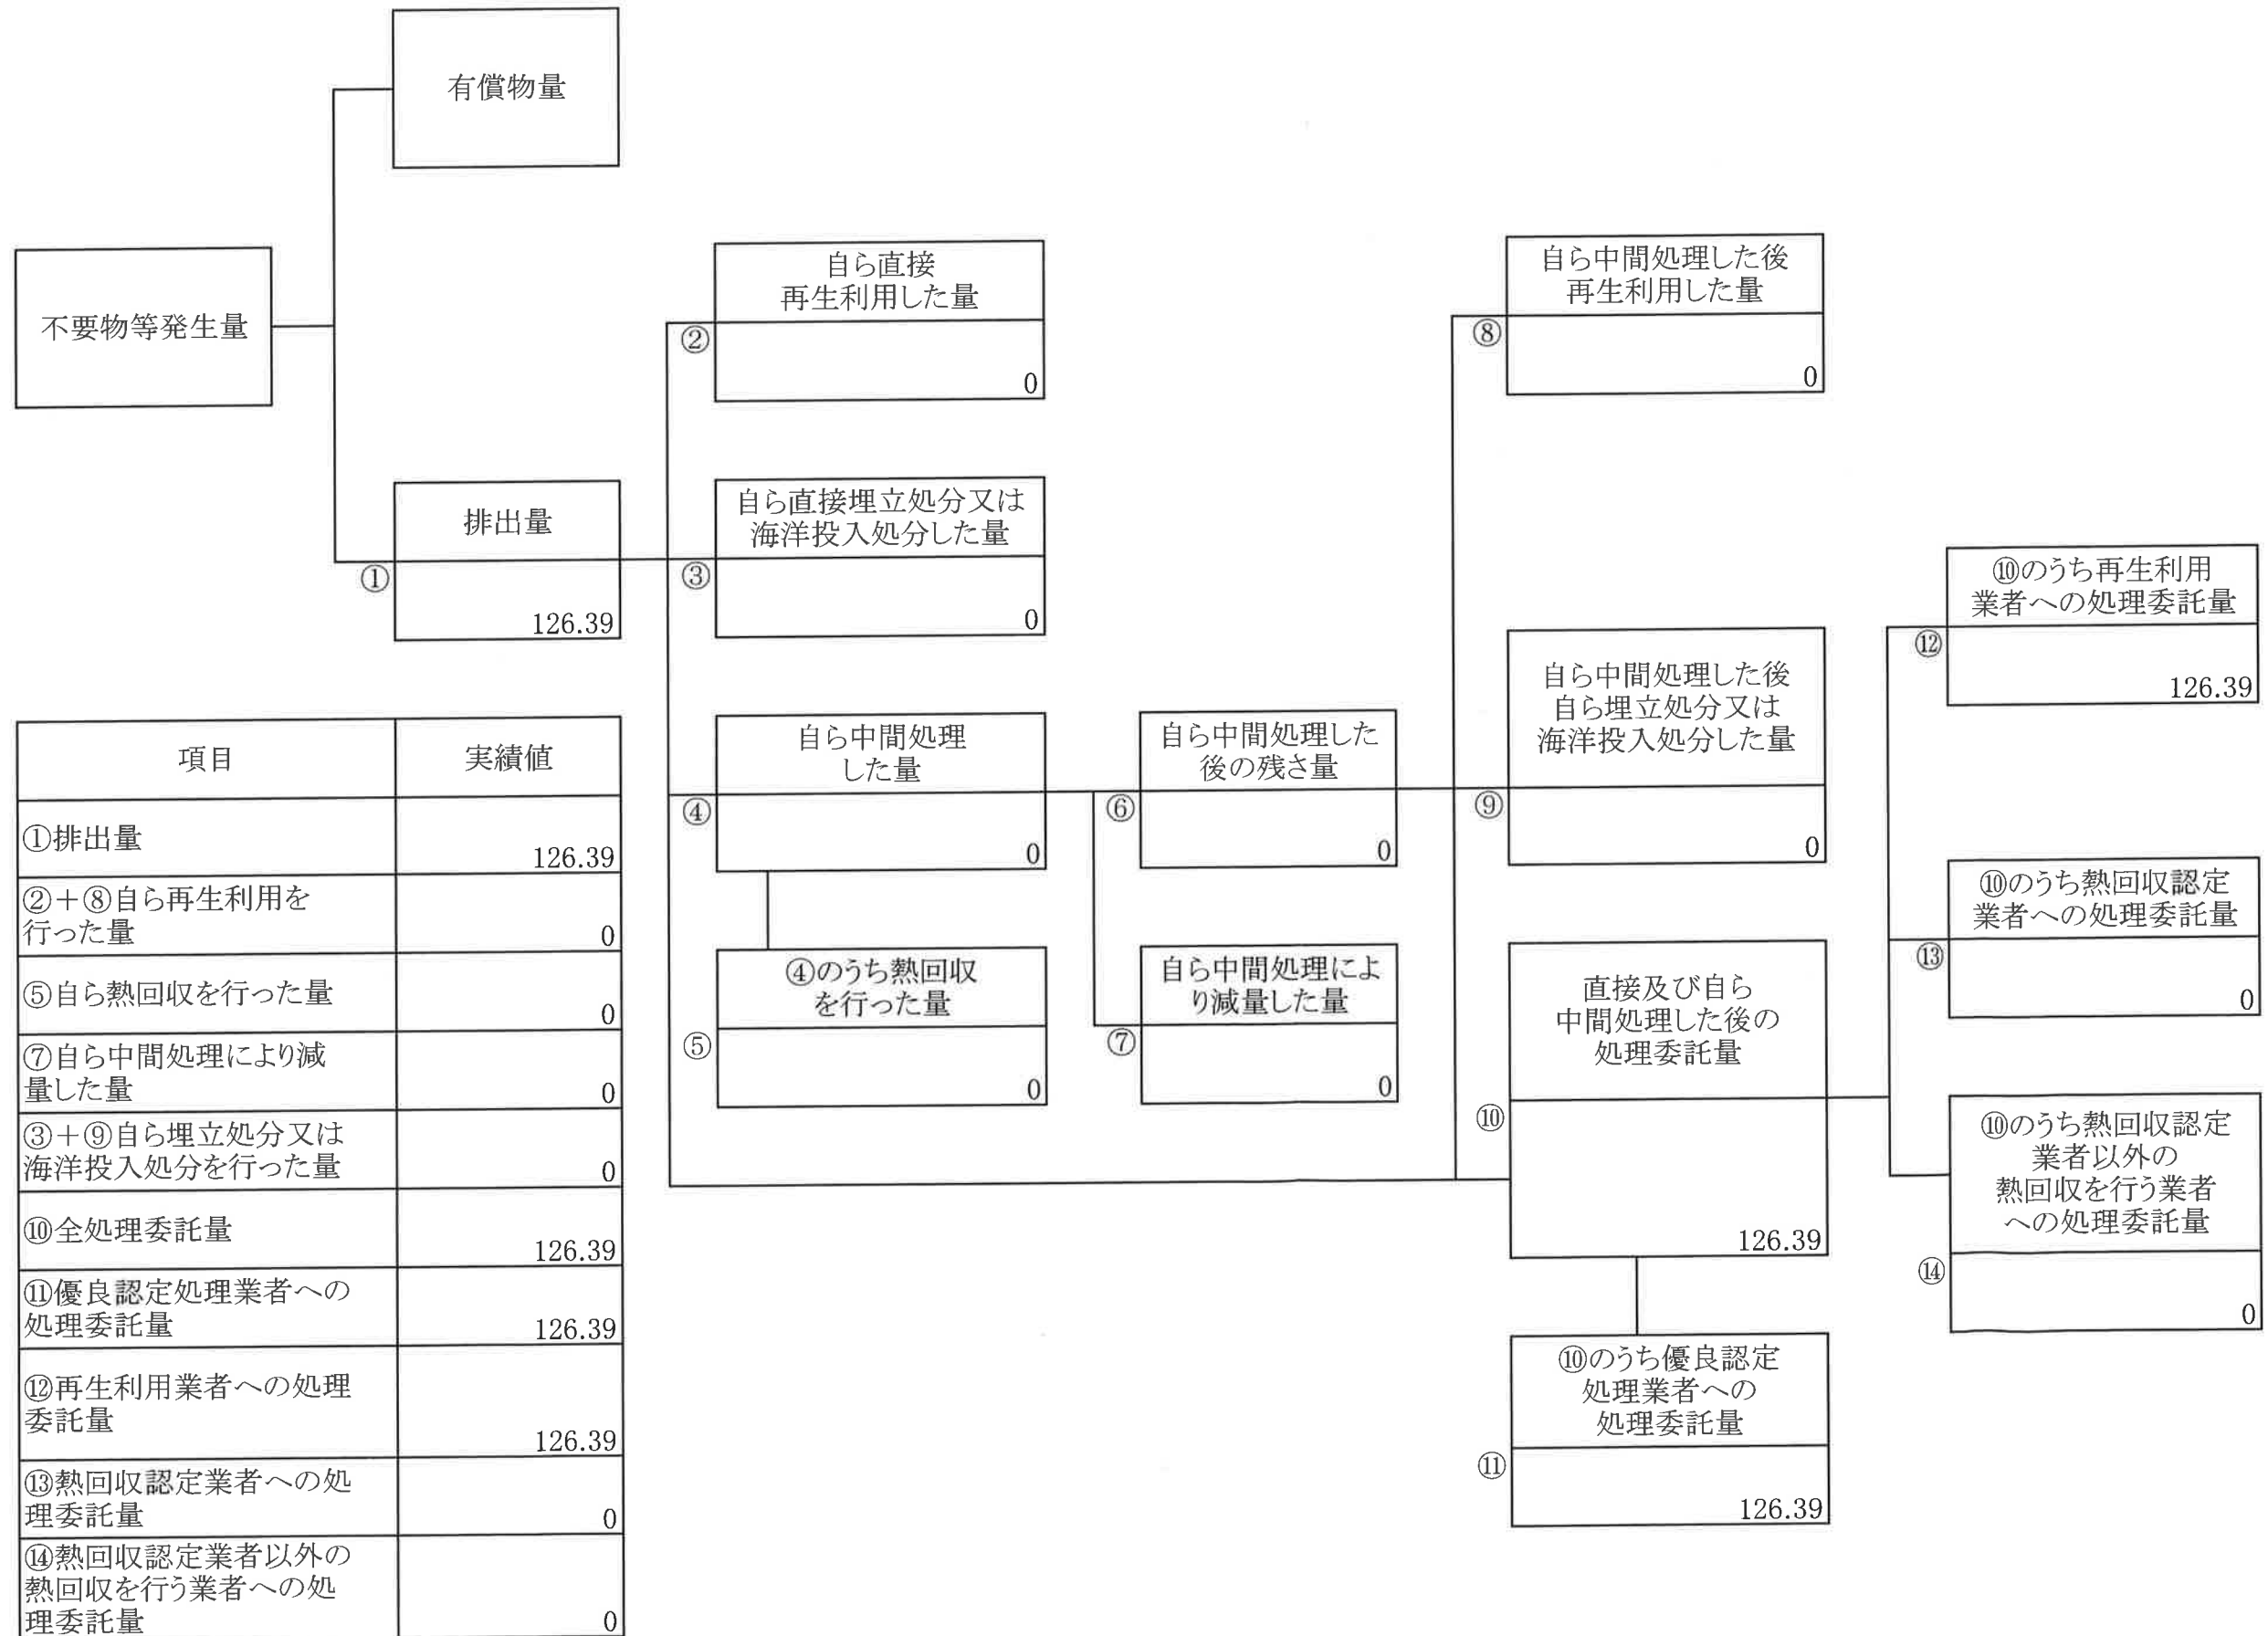 有償物量
不要物等発生量
排出量
①
126.39
自ら直接
再生利用した量
②
0
自ら直接埋立処分又は
海洋投入処分した量
③
0
自ら中間処理
した量
④
0
④のうち熱回収
を行った量
⑤
0
自ら中間処理した
後の残さ量
⑥
0
自ら中間処理によ
り減量した量
⑦
0
自ら中間処理した後
再生利用した量
⑧
0
自ら中間処理した後
自ら埋立処分又は
海洋投入処分した量
⑨
0
直接及び自ら
中間処理した後の
処理委託量
⑩
126.39
⑩のうち優良認定
処理業者への
処理委託量
⑪
126.39
⑩のうち再生利用
業者への処理委託量
⑫
126.39
⑩のうち熱回収認定
業者への処理委託量
⑬
0
⑩のうち熱回収認定
業者以外の
熱回収を行う業者
への処理委託量
⑭
0
項目 実績値
①排出量
126.39
②+⑧自ら再生利用を
行った量
0
⑤自ら熱回収を行った量
0
⑦自ら中間処理により減
量した量
0
③+⑨自ら埋立処分又は
海洋投入処分を行った量
0
⑩全処理委託量
126.39
⑪優良認定処理業者への
処理委託量
126.39
⑫再生利用業者への処理
委託量
126.39
⑬熱回収認定業者への処
理委託量
0
⑭熱回収認定業者以外の
熱回収を行う業者への処
理委託量
0